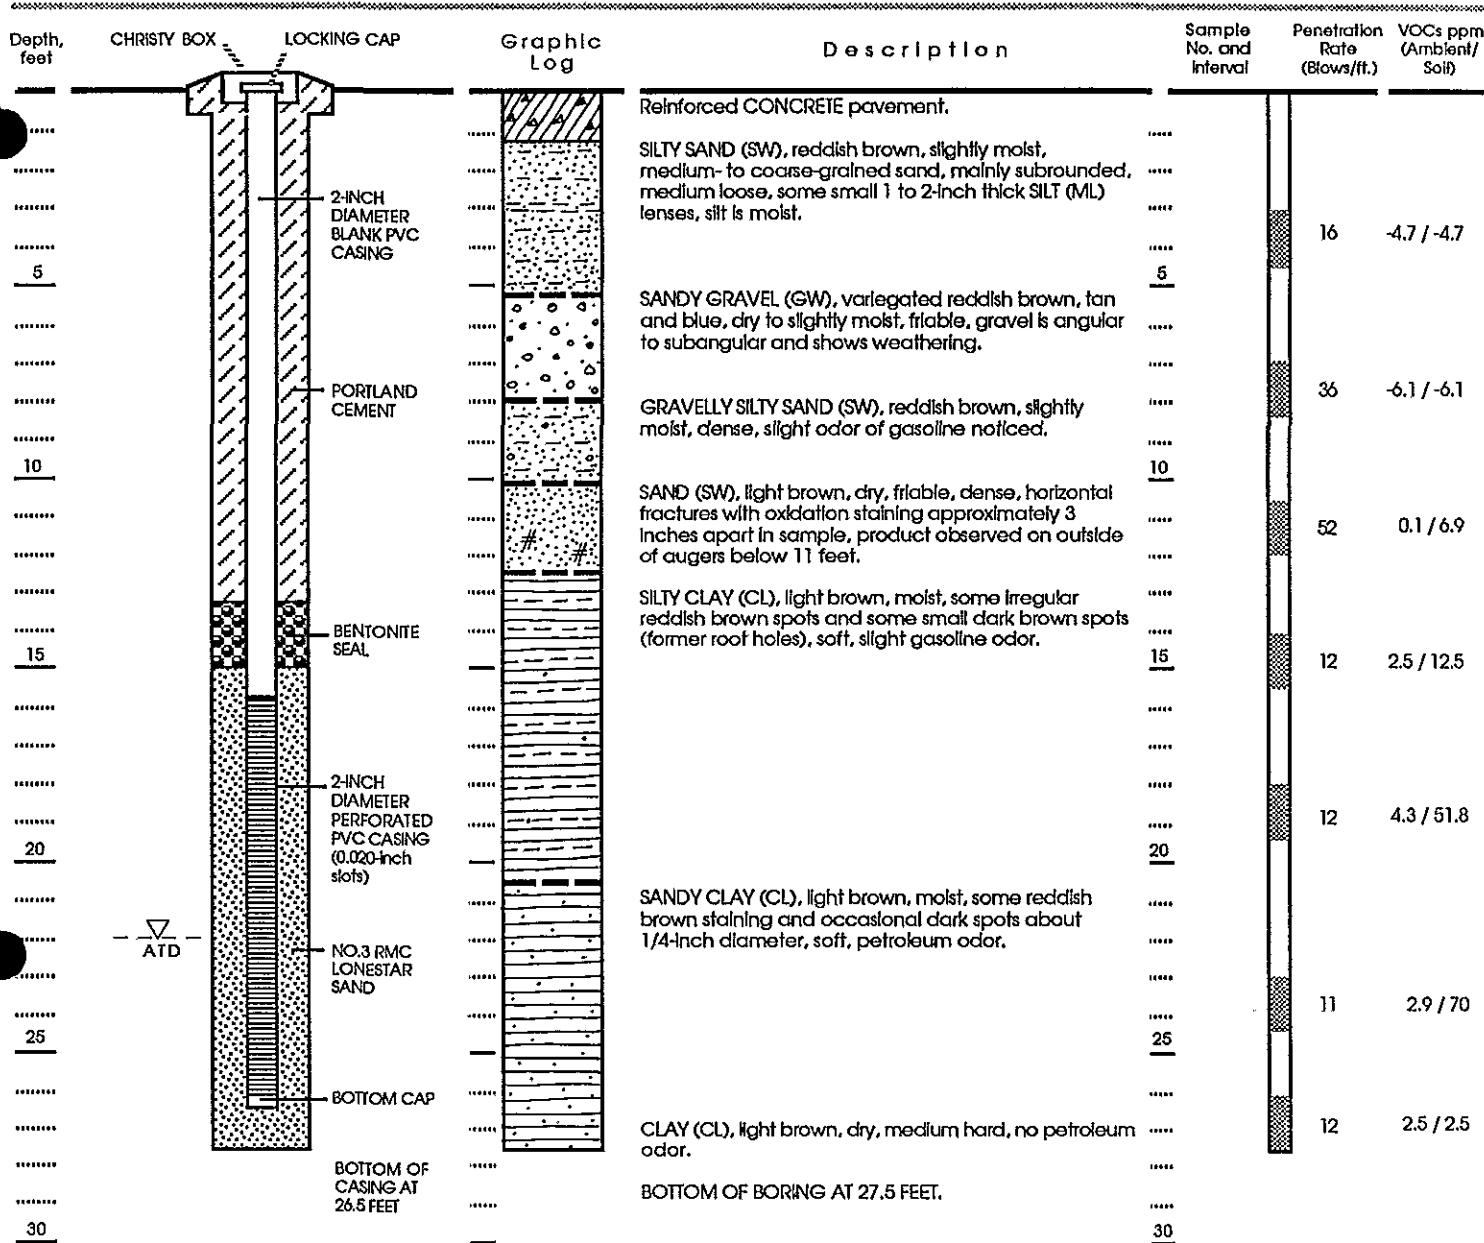 Depth, feet
CHRISTY BOX
LOCKING CAP
Graphic Log
Description
Sample No. and Interval
Penetration Rate (Blows/ft.)
VOCs ppm (Ambient/ Soil)
Reinforced CONCRETE pavement.
SILTY SAND (SW), reddish brown, slightly moist,
medium- to coarse-grained sand, mainly subrounded,
medium loose, some small 1 to 2-inch thick SILT (ML)
lenses, silt is moist.
2-INCH
DIAMETER
BLANK PVC
CASING
16
-4.7 / -4.7
5
5
SANDY GRAVEL (GW), variegated reddish brown, tan
and blue, dry to slightly moist, friable, gravel is angular
to subangular and shows weathering.
PORTLAND
CEMENT
36
-6.1 / -6.1
GRAVELLY SILTY SAND (SW), reddish brown, slightly
moist, dense, slight odor of gasoline noticed.
10
10
SAND (SW), light brown, dry, friable, dense, horizontal
fractures with oxidation staining approximately 3
inches apart in sample, product observed on outside
of augers below 11 feet.
# #
52
0.1 / 6.9
SILTY CLAY (CL), light brown, moist, some irregular
reddish brown spots and some small dark brown spots
(former root holes), soft, slight gasoline odor.
BENTONITE
SEAL
15
15
12
2.5 / 12.5
2-INCH
DIAMETER
PERFORATED
PVC CASING
(0.020-inch
slots)
12
4.3 / 51.8
20
20
SANDY CLAY (CL), light brown, moist, some reddish
brown staining and occasional dark spots about
1/4-inch diameter, soft, petroleum odor.
ATD
NO.3 RMC
LONESTAR
SAND
11
2.9 / 70
25
25
BOTTOM CAP
CLAY (CL), light brown, dry, medium hard, no petroleum
odor.
12
2.5 / 2.5
BOTTOM OF
CASING AT
26.5 FEET
BOTTOM OF BORING AT 27.5 FEET.
30
30